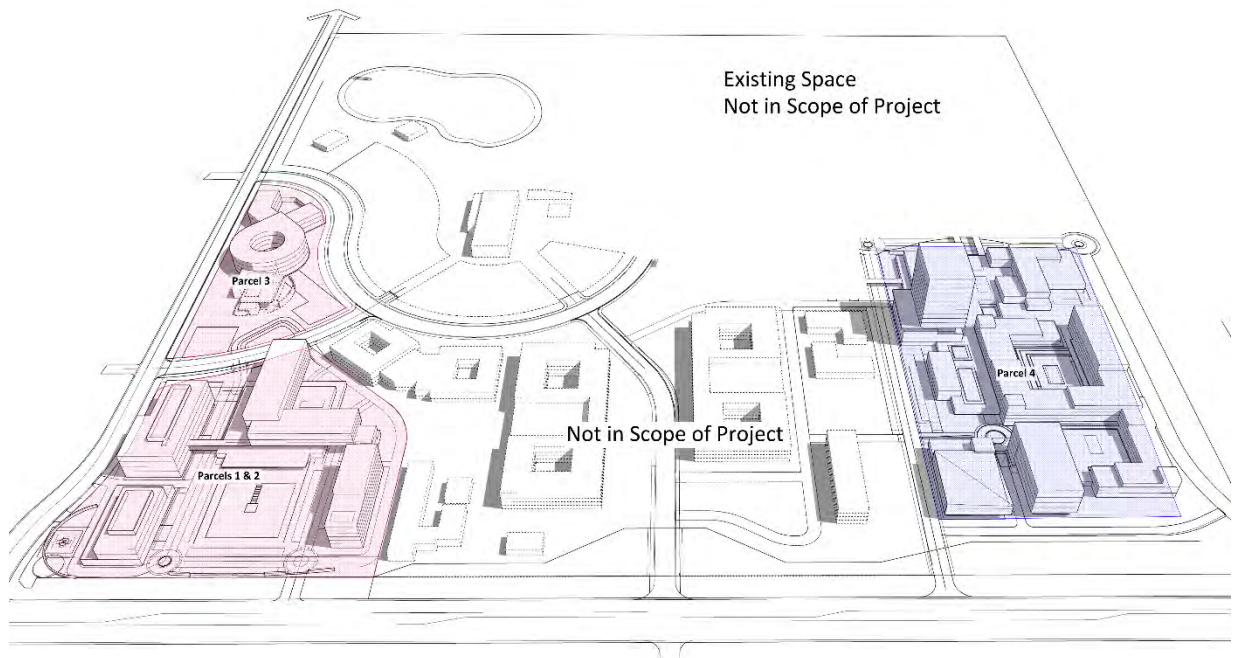 Existing Space
Not in Scope of Project
Parcel 3
Parcel 4
Not in Scope of Project
Parcels 1 & 2